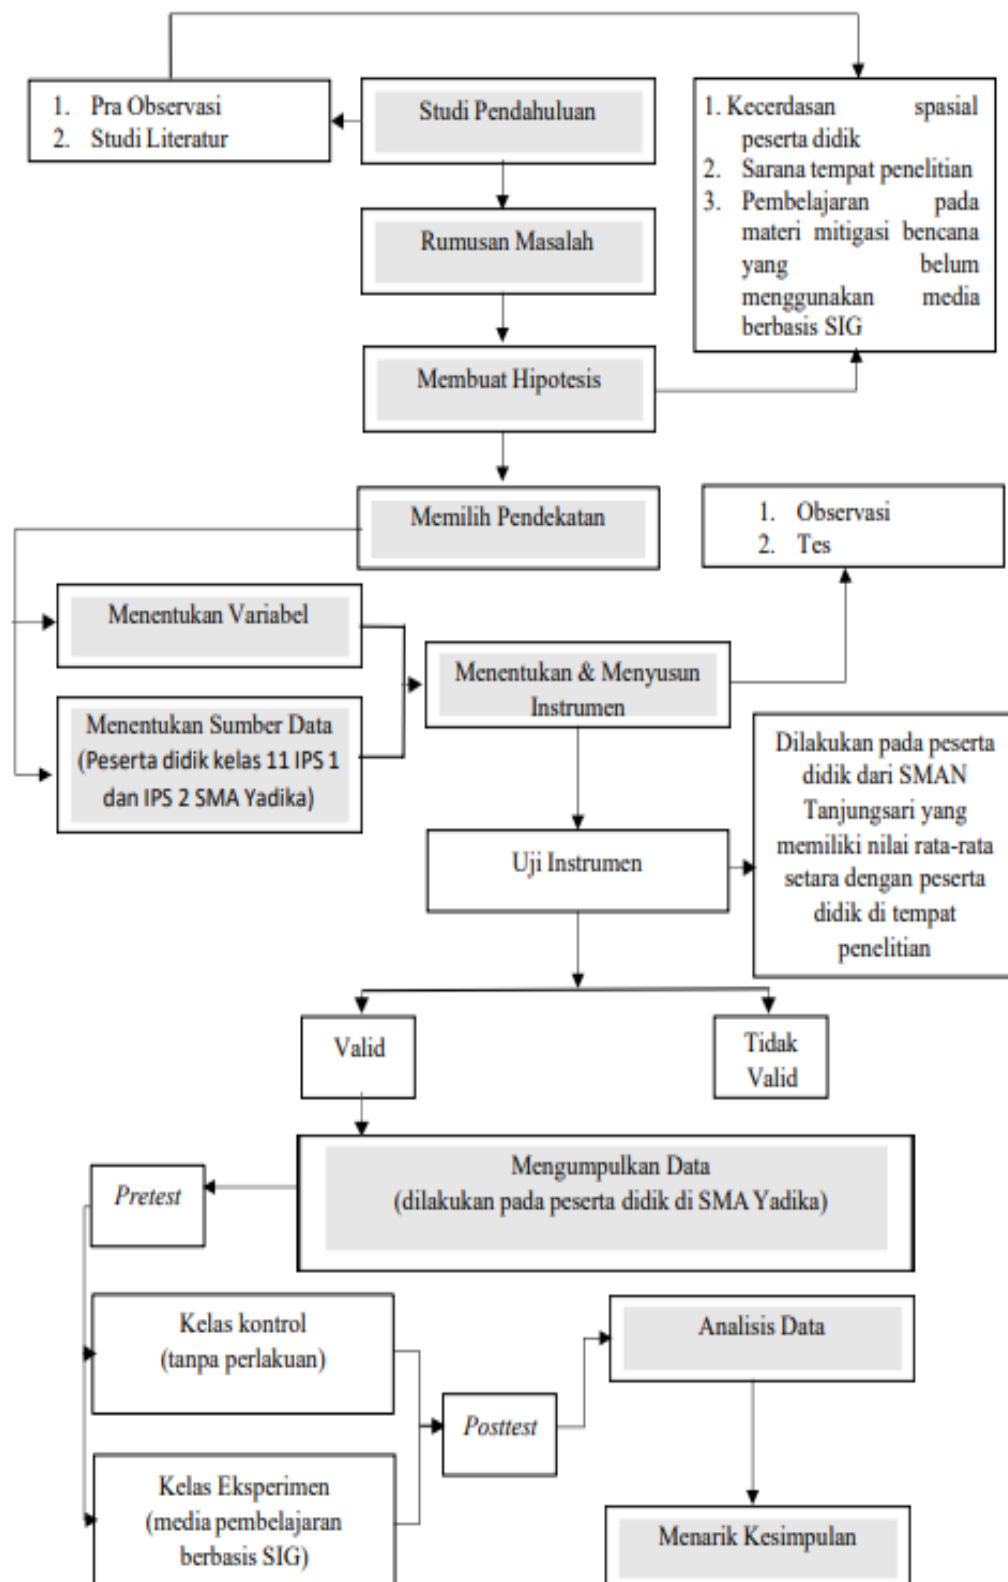 1. Pra Observasi
2. Studi Literatur
Studi Pendahuluan
1. Kecerdasan spasial
peserta didik
2. Sarana tempat penelitian
3. Pembelajaran pada
materi mitigasi bencana
yang belum
menggunakan media
berbasis SIG
Rumusan Masalah
Membuat Hipotesis
Memilih Pendekatan
1. Observasi
2. Tes
Menentukan Variabel
Menentukan & Menyusun
Instrumen
Menentukan Sumber Data
(Peserta didik kelas 11 IPS 1
dan IPS 2 SMA Yadika)
Dilakukan pada peserta
didik dari SMAN
Tanjungsari yang
memiliki nilai rata-rata
setara dengan peserta
didik di tempat
penelitian
Uji Instrumen
Valid
Tidak
Valid
Mengumpulkan Data
(dilakukan pada peserta didik di SMA Yadika)
Pretest
Kelas kontrol
(tanpa perlakuan)
Analisis Data
Posttest
Kelas Eksperimen
(media pembelajaran
berbasis SIG)
Menarik Kesimpulan